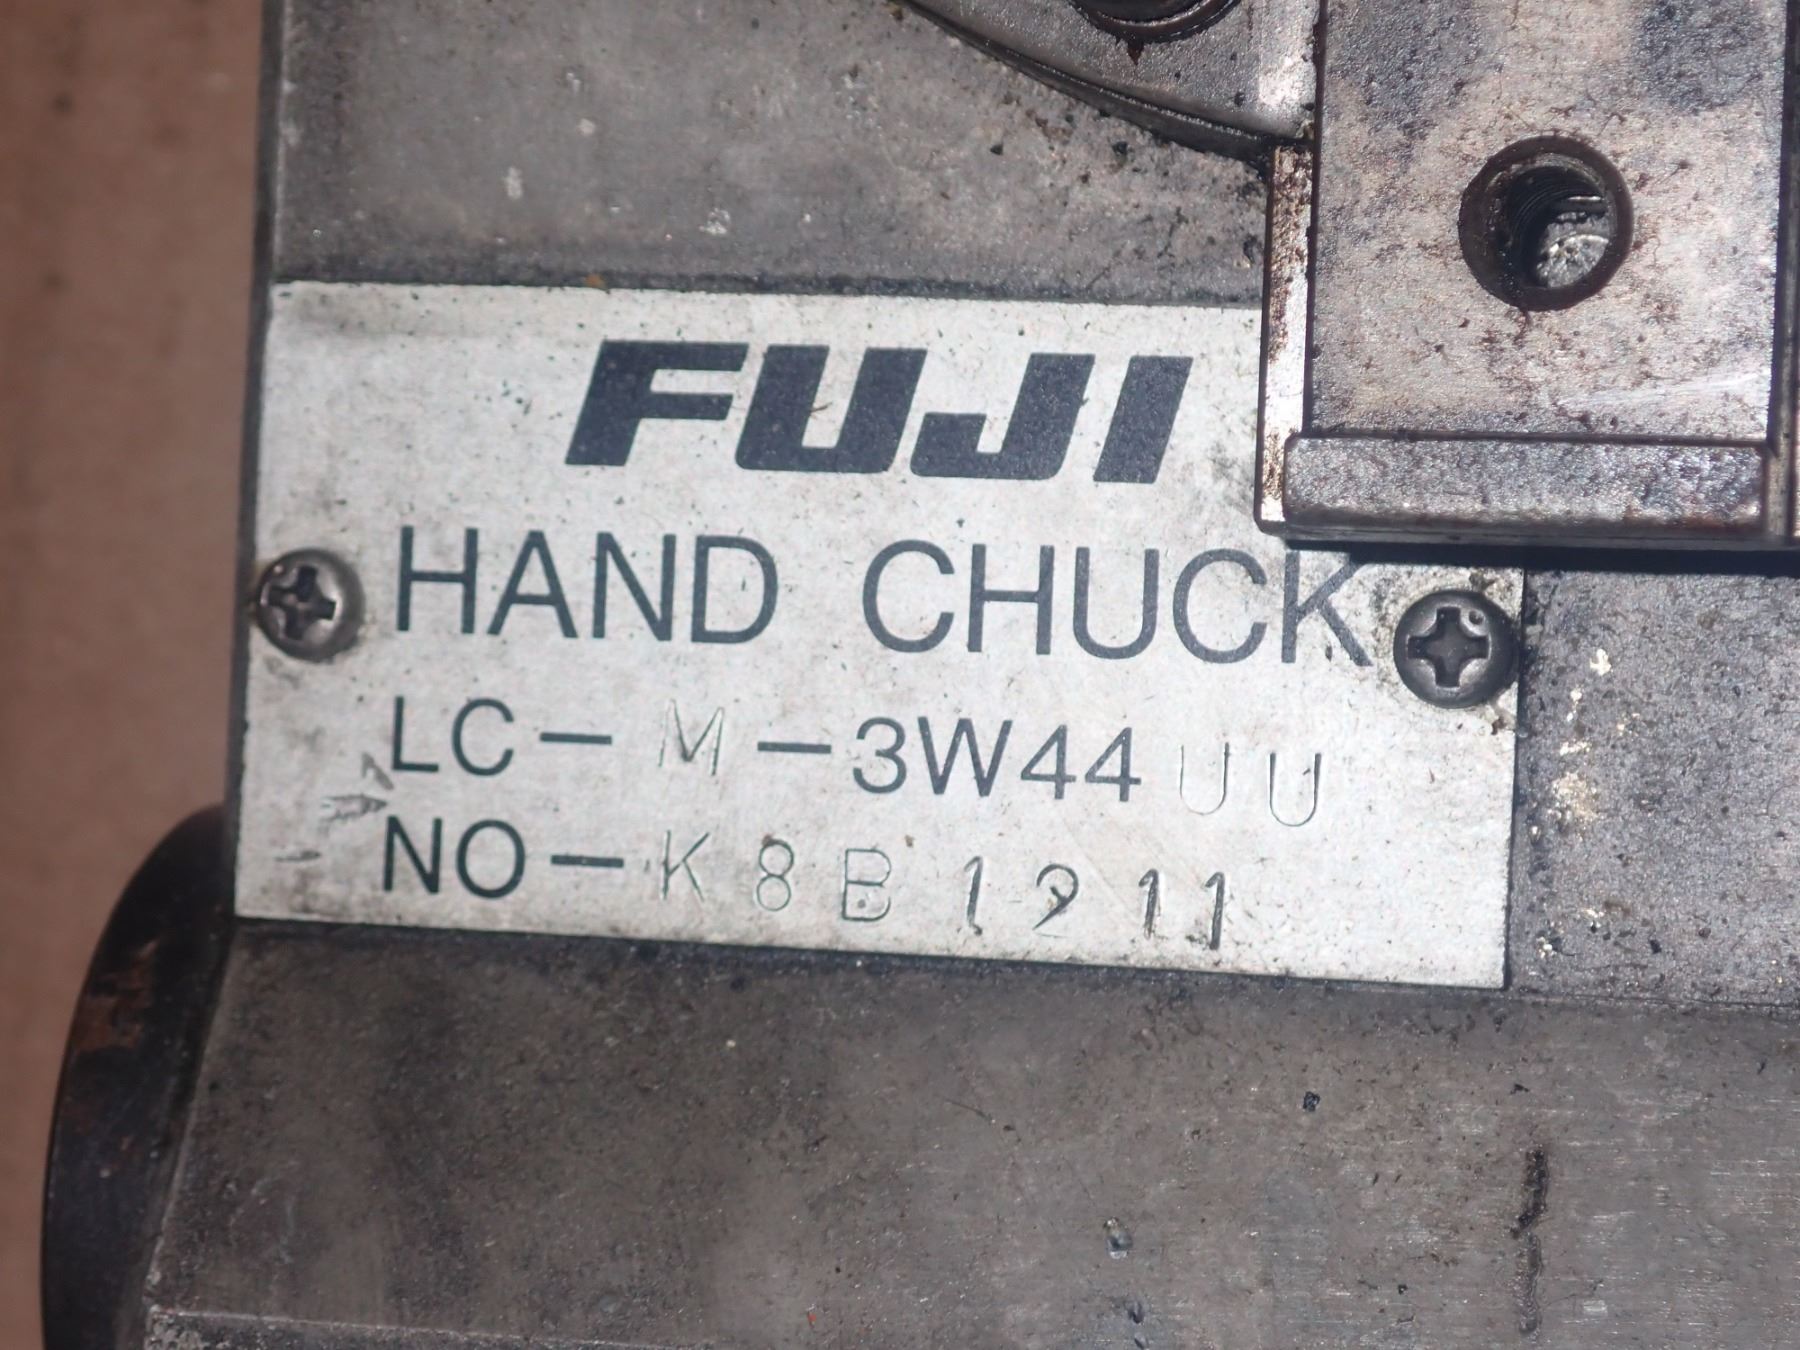 FUJI
HAND CHUCK
LC-M-3W44UU
NO-K8B1211